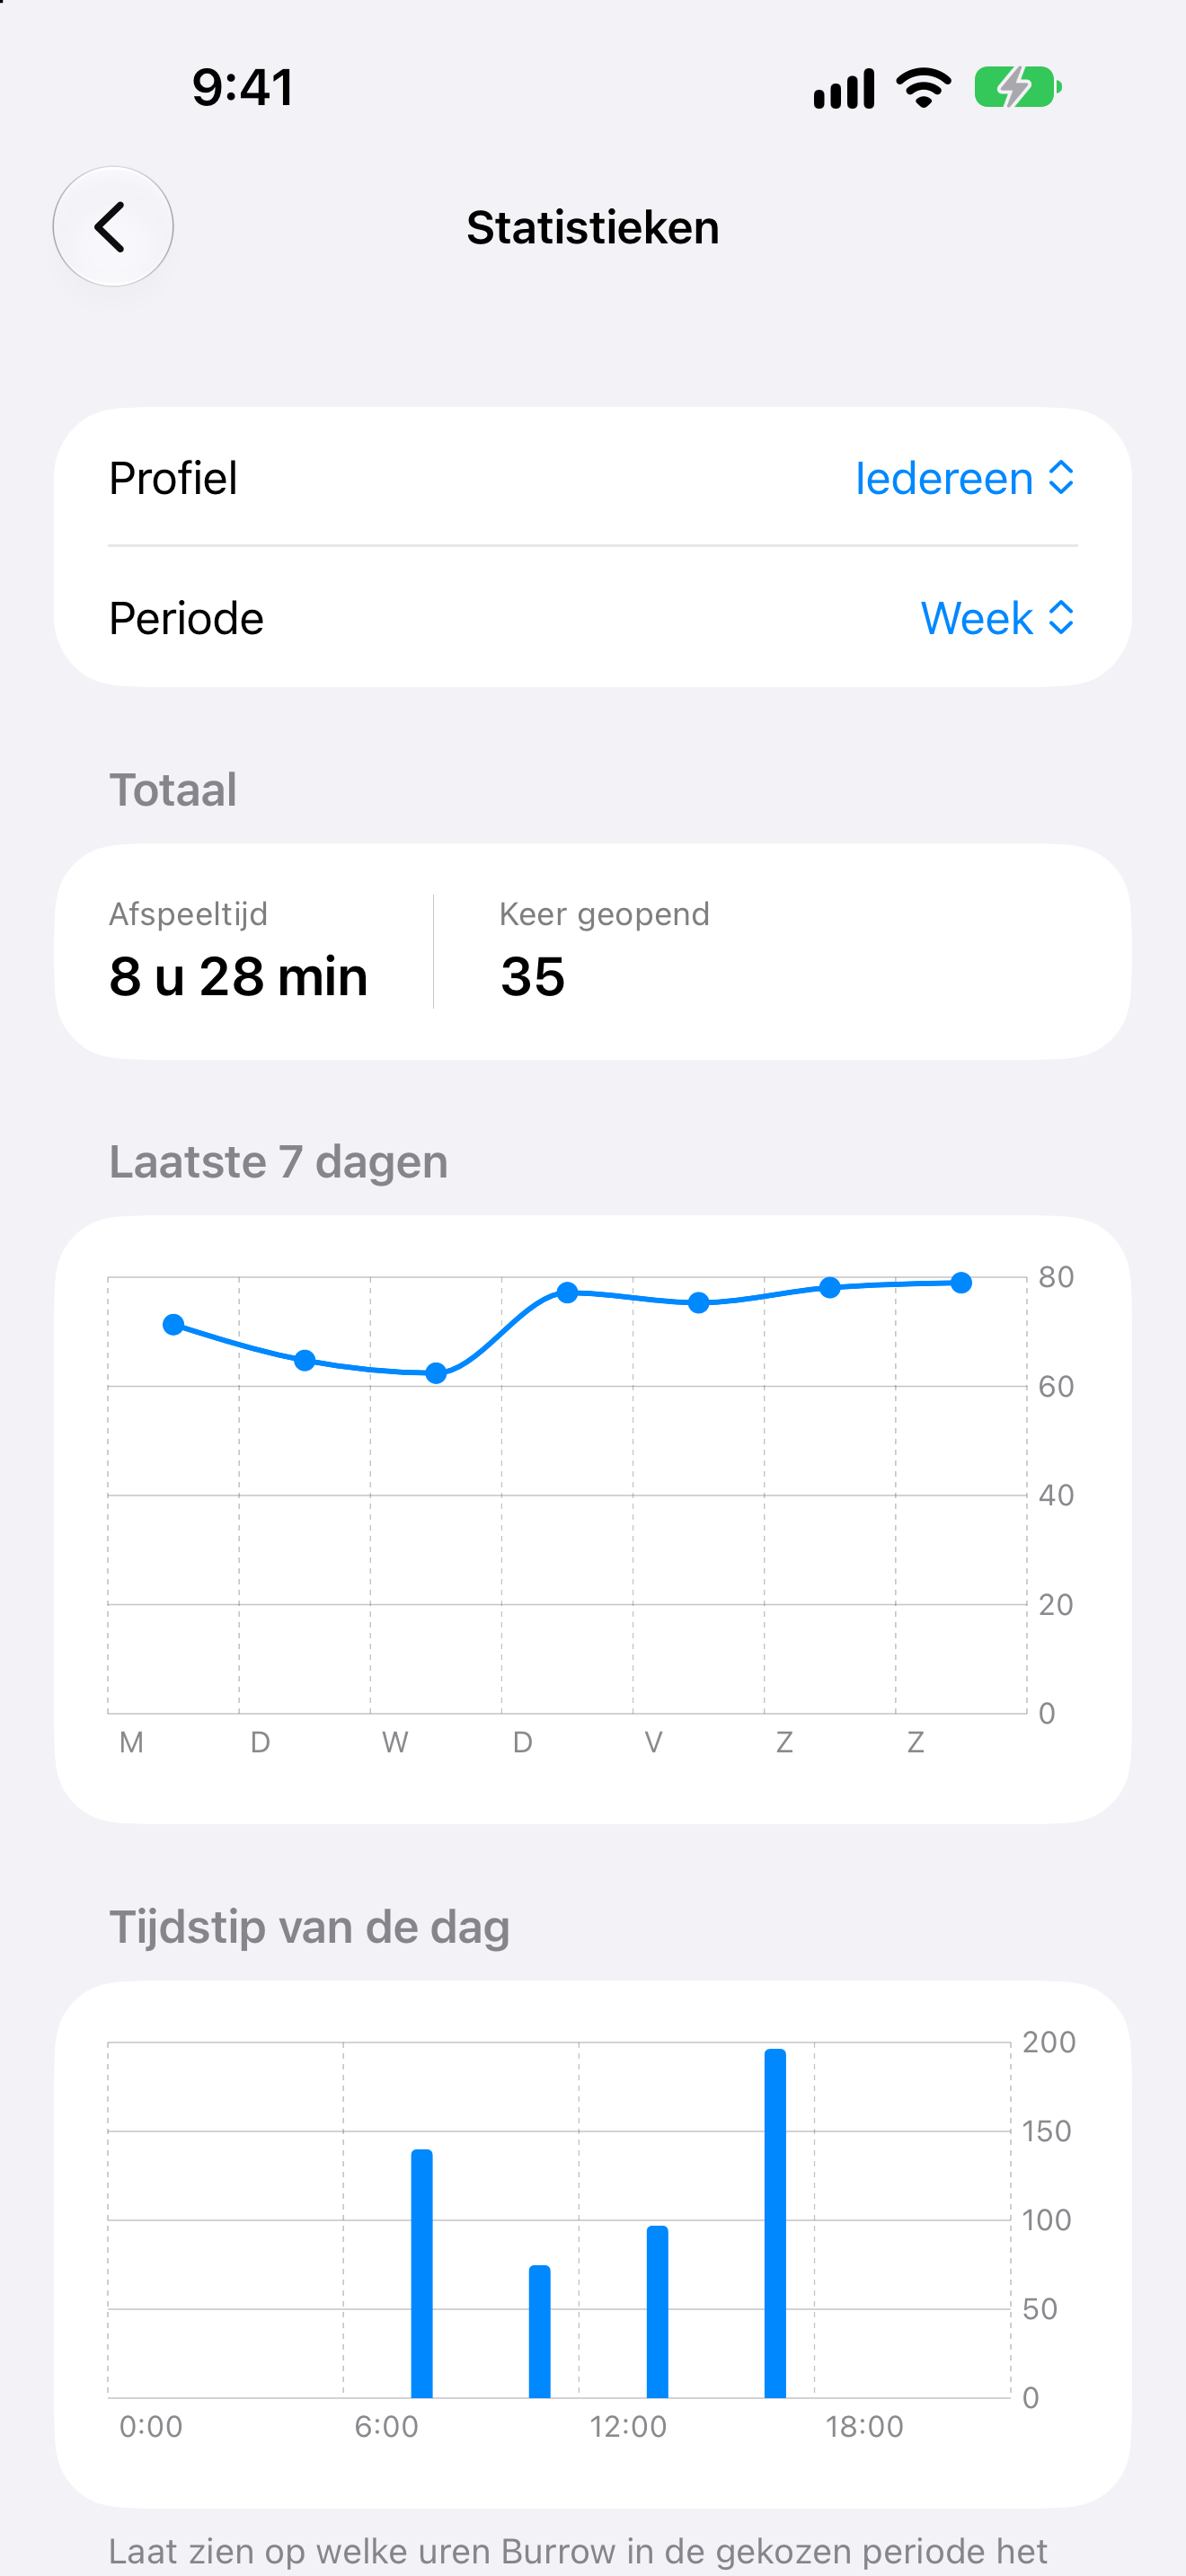 9:41
Statistieken
Profiel Iedereen
Periode Week
Totaal
Afspeeltijd Keer geopend
8 u 28 min 35
Laatste 7 dagen
80
60
40
20
0
M D W D V Z Z
Tijdstip van de dag
200
150
100
50
0
0:00 6:00 12:00 18:00
Laat zien op welke uren Burrow in de gekozen periode het